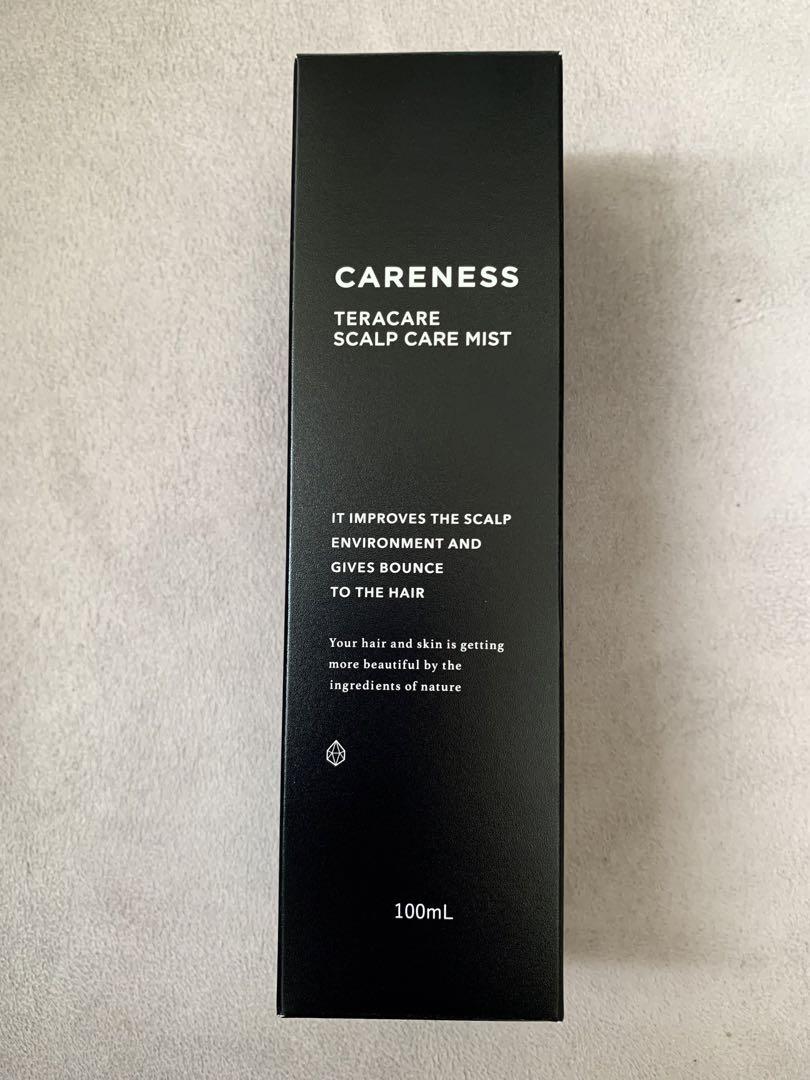 CARENESS
TERACARE
SCALP CARE MIST
IT IMPROVES THE SCALP
ENVIRONMENT AND
GIVES BOUNCE
TO THE HAIR
Your hair and skin is getting
more beautiful by the
ingredients of nature
100mL